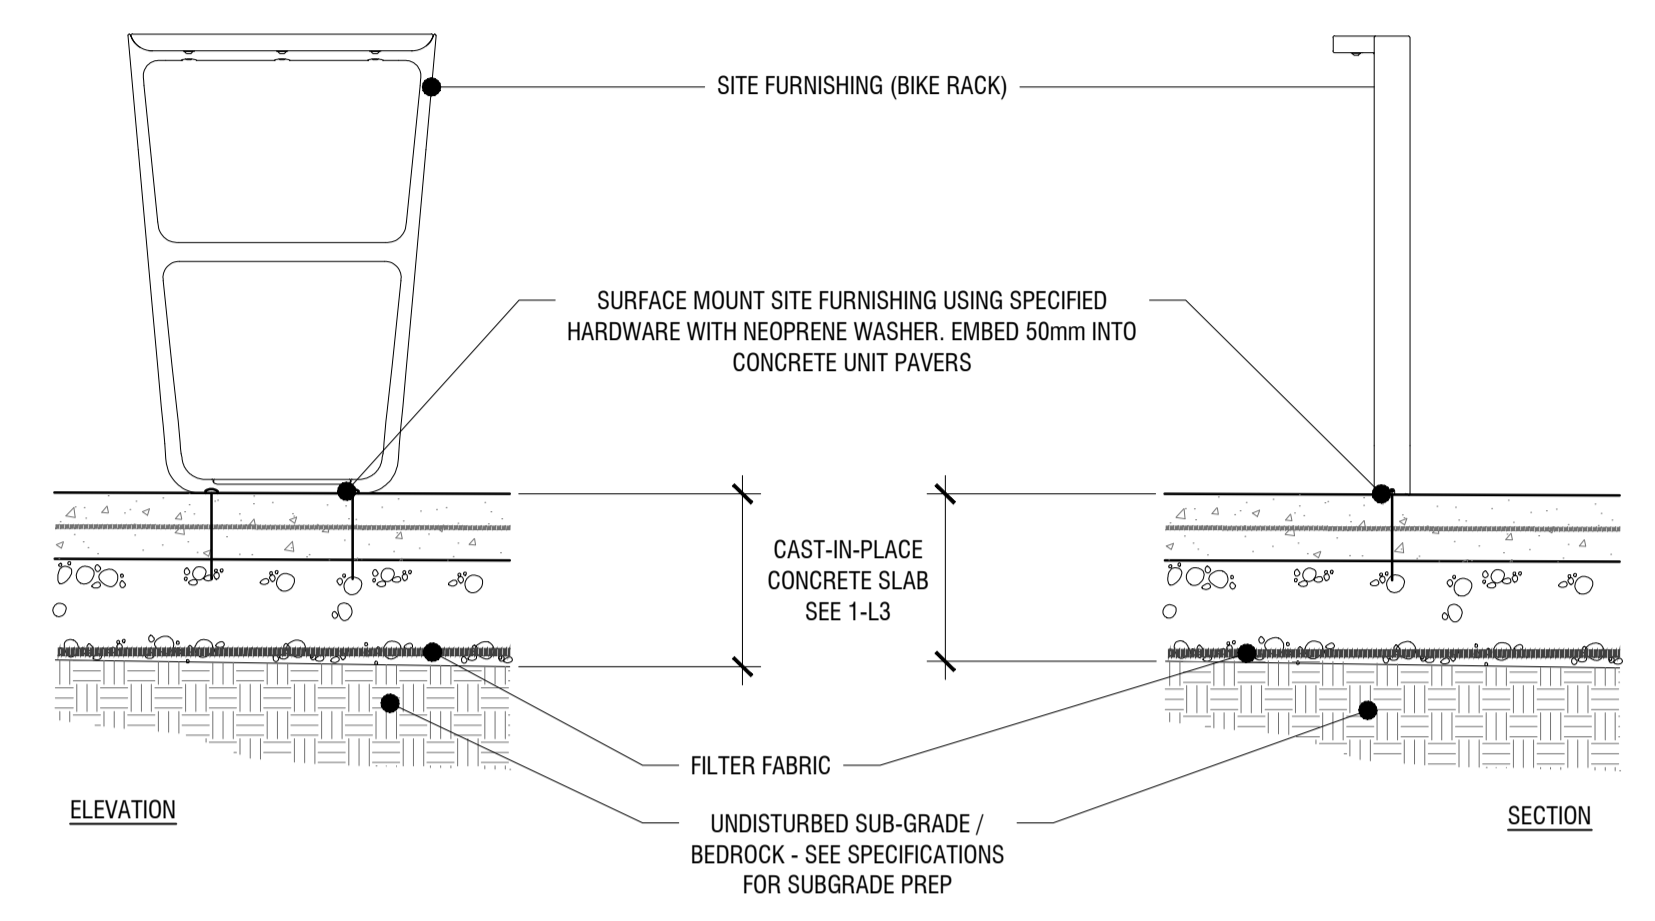 SITE FURNISHING (BIKE RACK)
SURFACE MOUNT SITE FURNISHING USING SPECIFIED
HARDWARE WITH NEOPRENE WASHER. EMBED 50mm INTO
CONCRETE UNIT PAVERS
CAST-IN-PLACE
CONCRETE SLAB
SEE 1-L3
FILTER FABRIC
ELEVATION
UNDISTURBED SUB-GRADE /
BEDROCK - SEE SPECIFICATIONS
FOR SUBGRADE PREP
SECTION